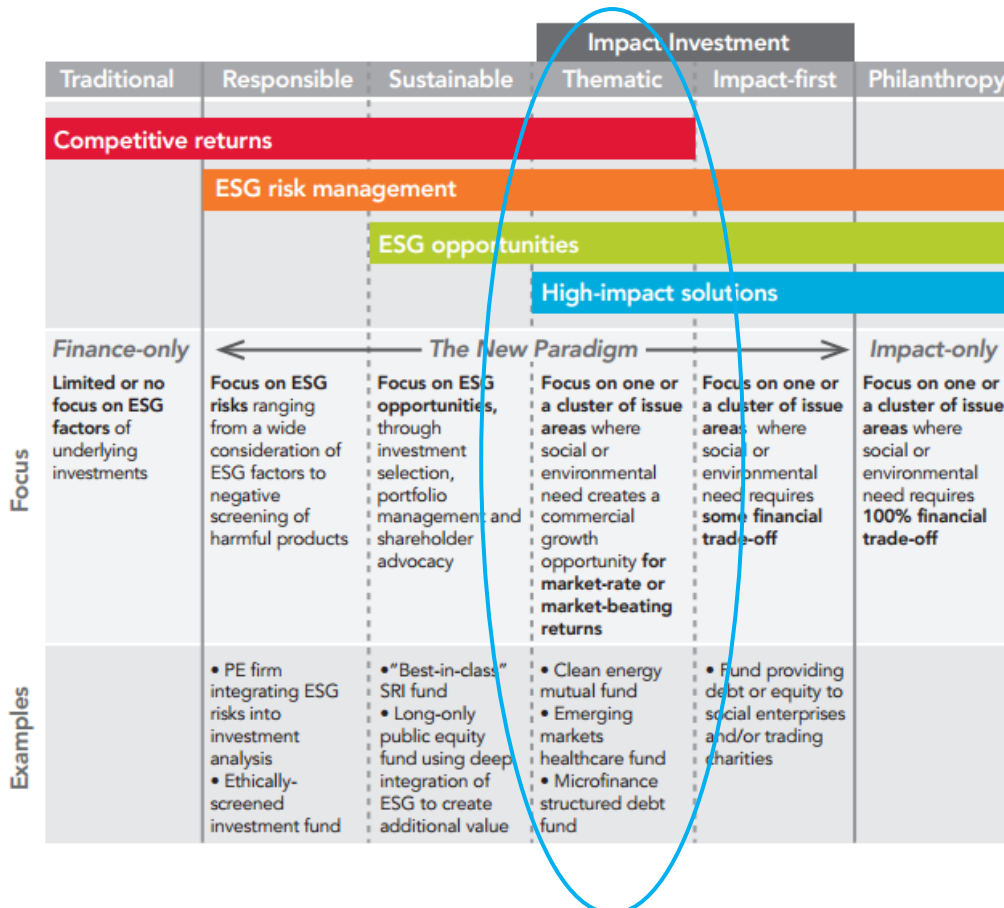 Impact Investment
Traditional
Responsible
Sustainable
Thematic
Impact-first
Philanthropy
Competitive returns
ESG risk management
ESG opportunities
High-impact solutions
Finance-only
The New Paradigm
Impact-only
Focus
Limited or no
focus on ESG
factors of
underlying
investments
Focus on ESG
risks ranging
from a wide
consideration of
ESG factors to
negative
screening of
harmful products
Focus on ESG
opportunities,
through
investment
selection,
portfolio
management and
shareholder
advocacy
Focus on one or
a cluster of issue
areas where
social or
environmental
need creates a
commercial
growth
opportunity for
market-rate or
market-beating
returns
Focus on one or
a cluster of issue
areas where
social or
environmental
need requires
some financial
trade-off
Focus on one or
a cluster of issue
areas where
social or
environmental
need requires
100% financial
trade-off
Examples
• PE firm
integrating ESG
risks into
investment
analysis
• Ethically-
screened
investment fund
•"Best-in-class"
SRI fund
• Long-only
public equity
fund using deep
integration of
ESG to create
additional value
• Clean energy
mutual fund
• Emerging
markets
healthcare fund
• Microfinance
structured debt
fund
• Fund providing
debt or equity to
social enterprises
and/or trading
charities